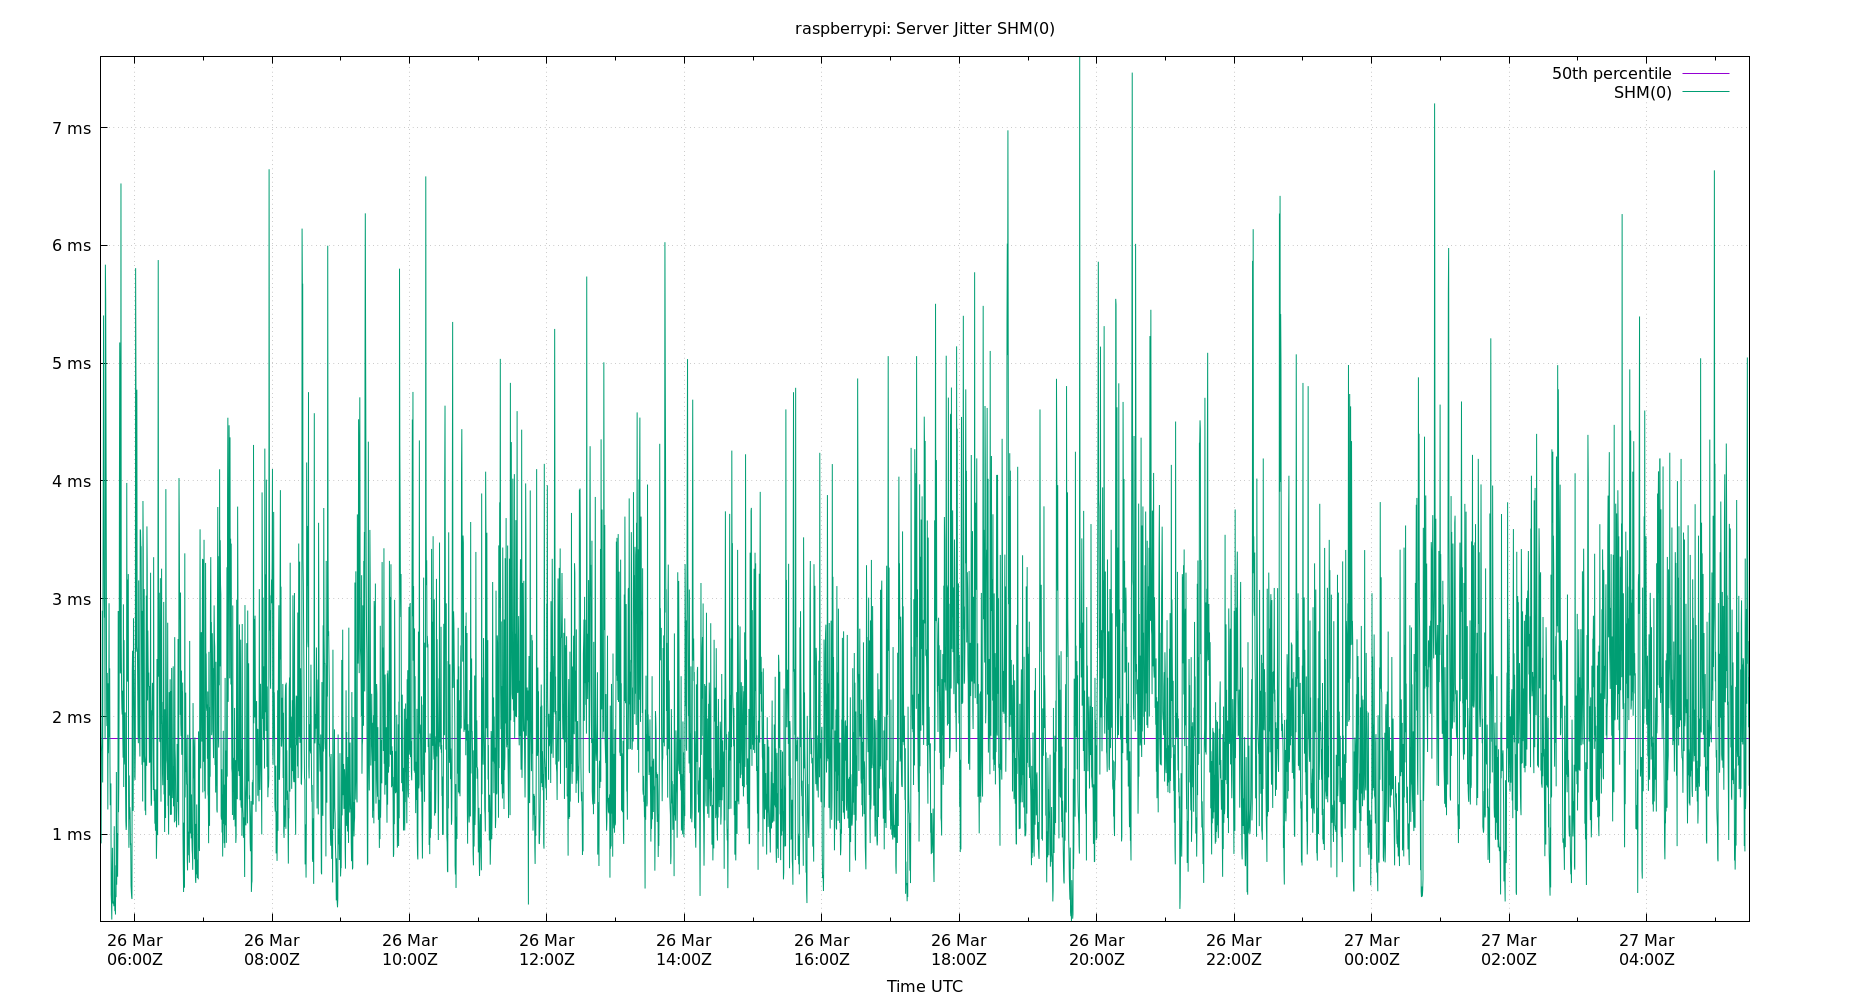 raspberrypi: Server Jitter SHM(0)
50th percentile
SHM(0)
7 ms
6 ms
5 ms
4 ms
3 ms
2 ms
1 ms
26 Mar 26 Mar 26 Mar 26 Mar 26 Mar 26 Mar 26 Mar 26 Mar 26 Mar 27 Mar 27 Mar 27 Mar
06:00Z 08:00Z 10:00Z 12:00Z 14:00Z 16:00Z 18:00Z 20:00Z 22:00Z 00:00Z 02:00Z 04:00Z
Time UTC